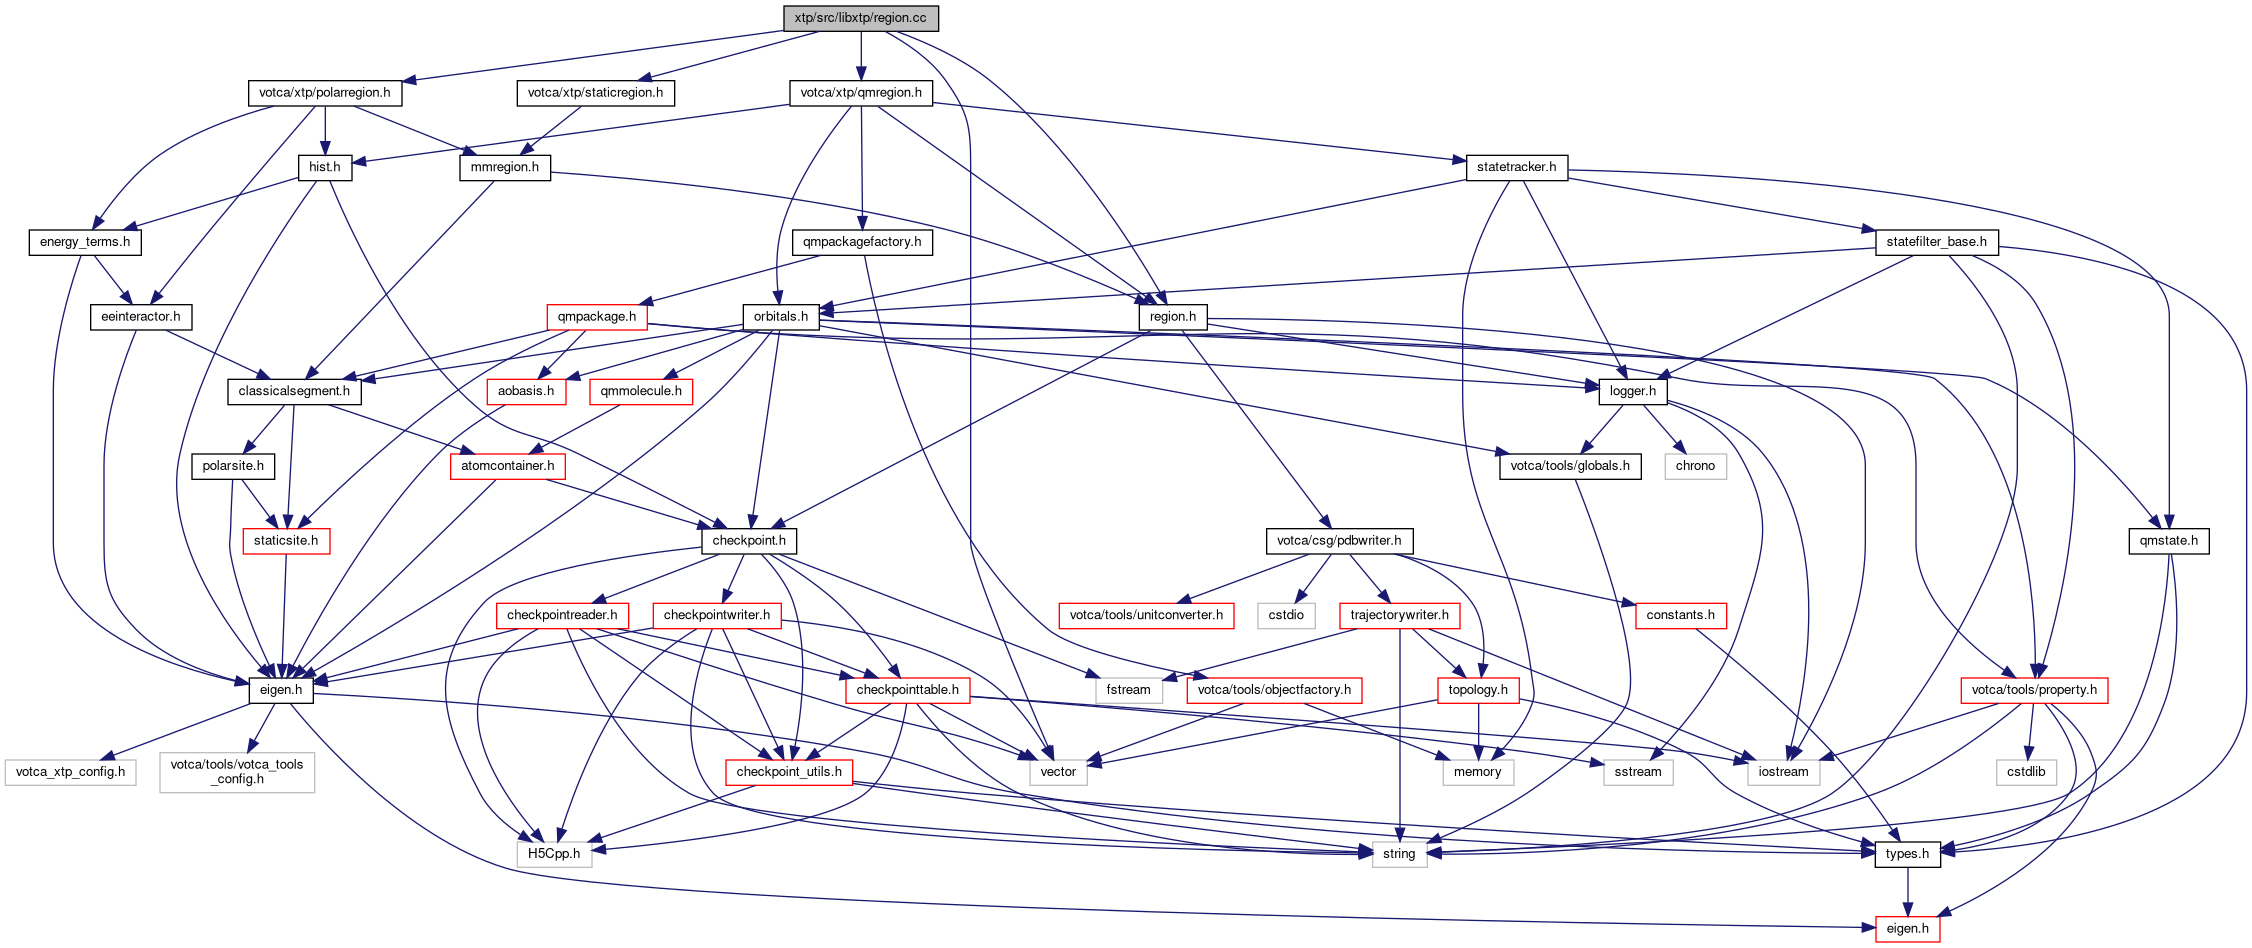 xtp/src/libxtp/region.cc
votca/xtp/polarregion.h
votca/xtp/staticregion.h
votca/xtp/qmregion.h
hist.h
mmregion.h
statetracker.h
energy_terms.h
qmpackagefactory.h
statefilter_base.h
eeinteractor.h
qmpackage.h
orbitals.h
region.h
classicalsegment.h
aobasis.h
qmmolecule.h
logger.h
polarsite.h
atomcontainer.h
votca/tools/globals.h
chrono
staticsite.h
checkpoint.h
votca/csg/pdbwriter.h
qmstate.h
checkpointreader.h
checkpointwriter.h
votca/tools/unitconverter.h
cstdio
trajectorywriter.h
constants.h
eigen.h
checkpointtable.h
fstream
votca/tools/objectfactory.h
topology.h
votca/tools/property.h
votca_xtp_config.h
votca/tools/votca_tools
_config.h
checkpoint_utils.h
vector
memory
sstream
iostream
cstdlib
H5Cpp.h
string
types.h
eigen.h